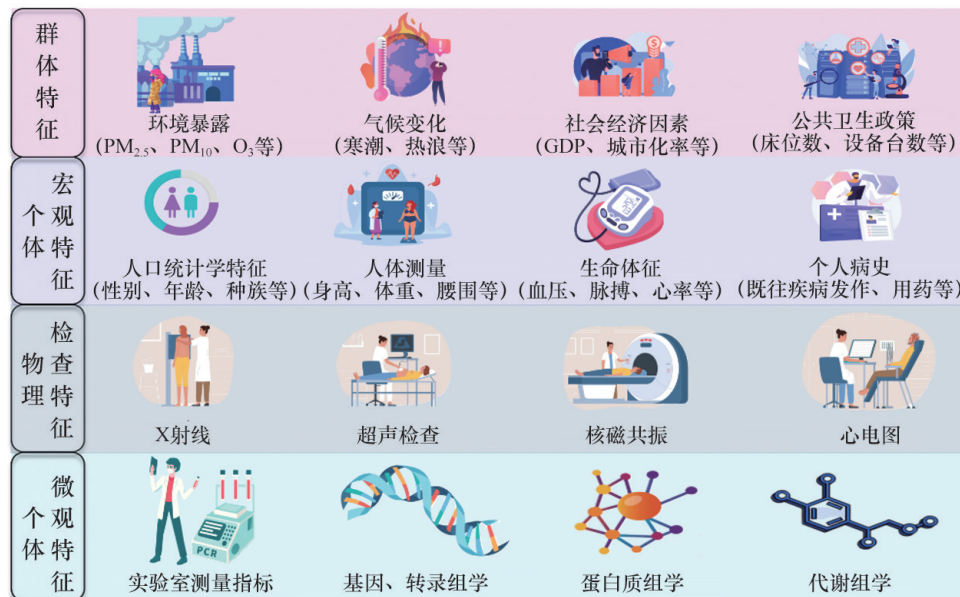 群体特征
环境暴露
(PM2.5、PM10、O3等)
气候变化
(寒潮、热浪等)
社会经济因素
(GDP、城市化率等)
公共卫生政策
(床位数、设备台数等)
个体宏观特征
人口统计学特征
(性别、年龄、种族等)
人体测量
(身高、体重、腰围等)
生命体征
(血压、脉搏、心率等)
个人病史
(既往疾病发作、用药等)
物理检查特征
X射线
超声检查
核磁共振
心电图
个体微观特征
PCR
实验室测量指标
基因、转录组学
蛋白质组学
代谢组学